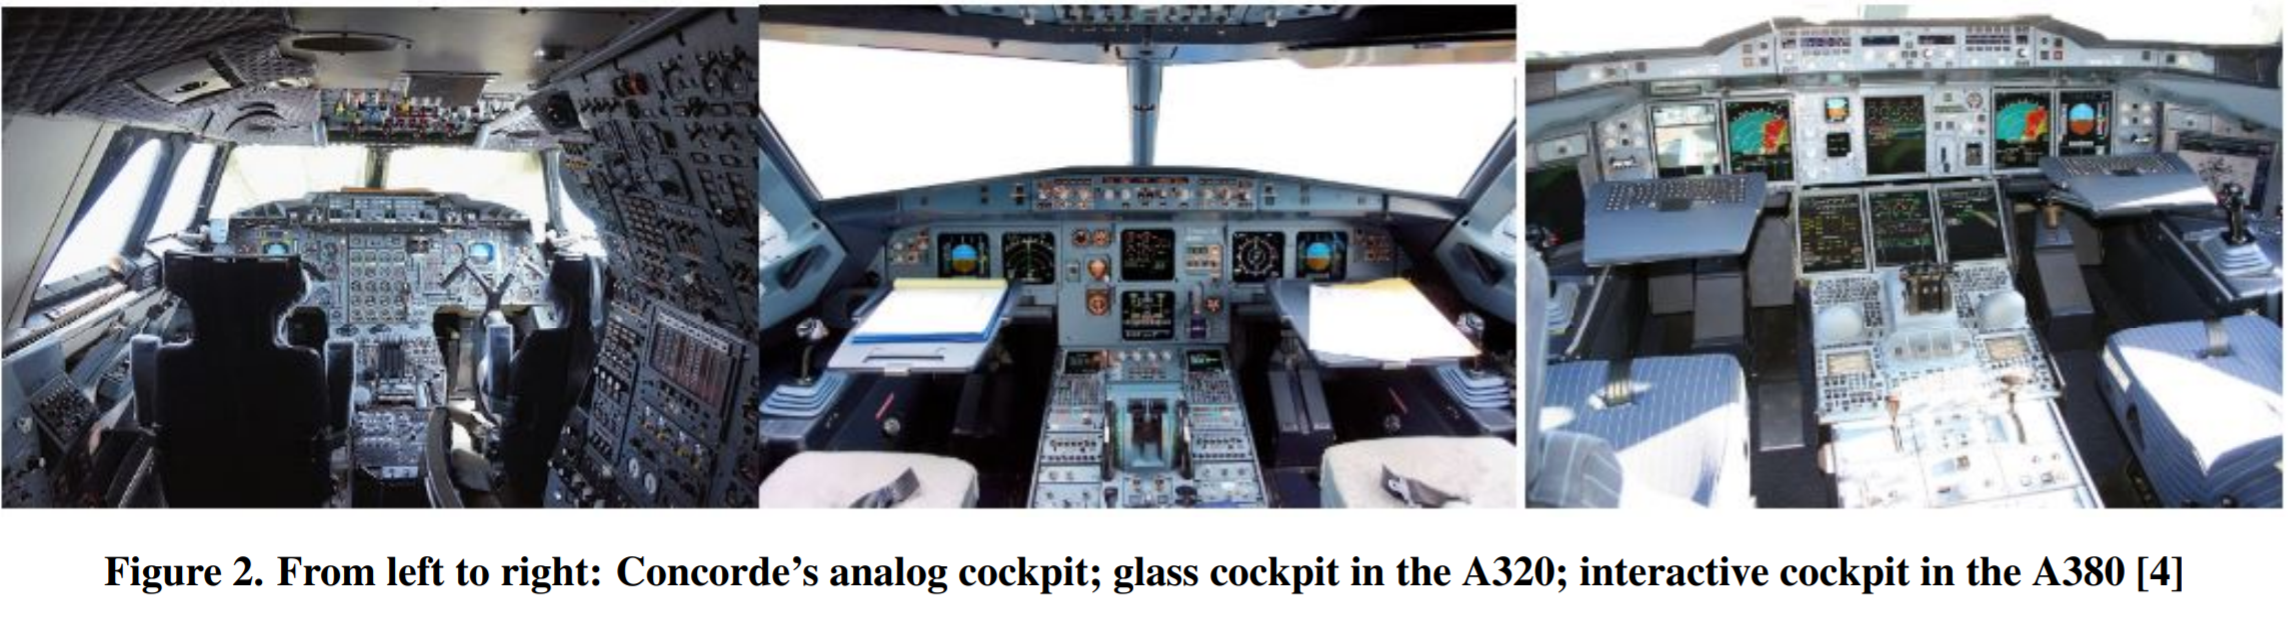 Figure 2. From left to right: Concorde’s analog cockpit; glass cockpit in the A320; interactive cockpit in the A380 [4]